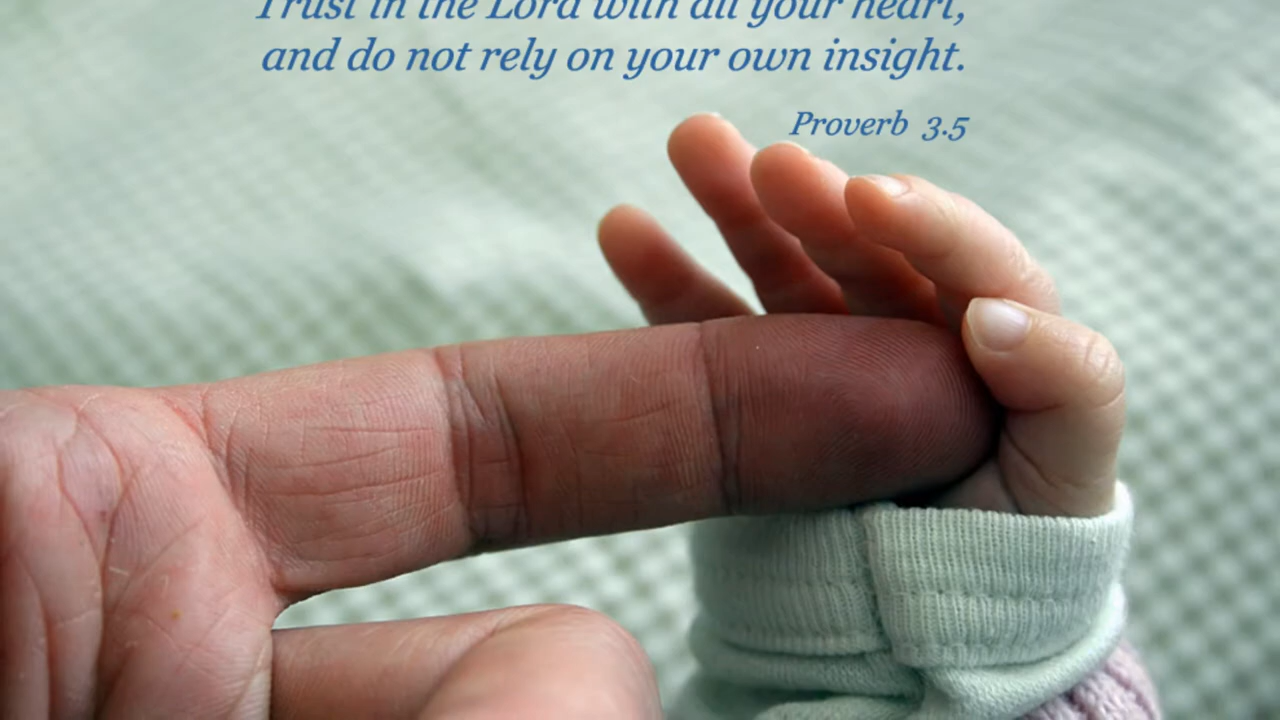 Trust in the Lord with all your heart,
and do not rely on your own insight.
Proverb 3.5